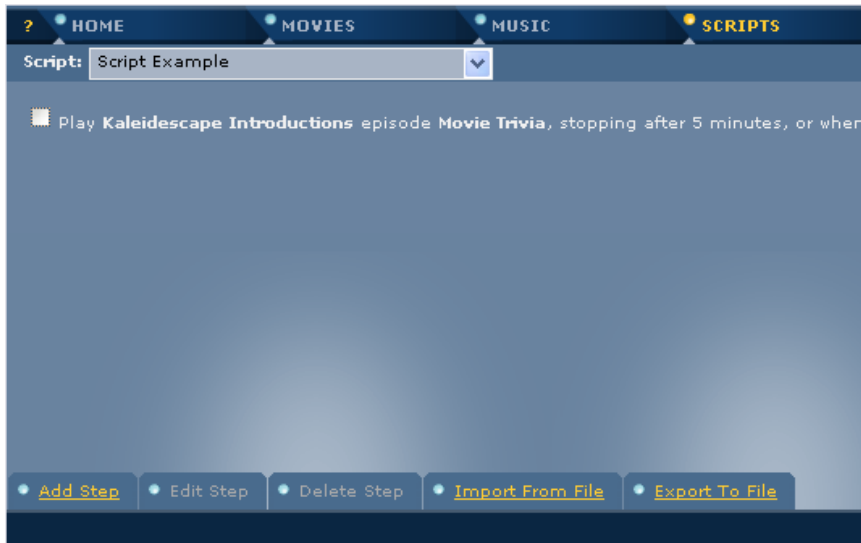 ? HOME MOVIES MUSIC SCRIPTS
Script: Script Example
Play Kaleidescape Introductions episode Movie Trivia, stopping after 5 minutes, or when
Add Step Edit Step Delete Step Import From File Export To File